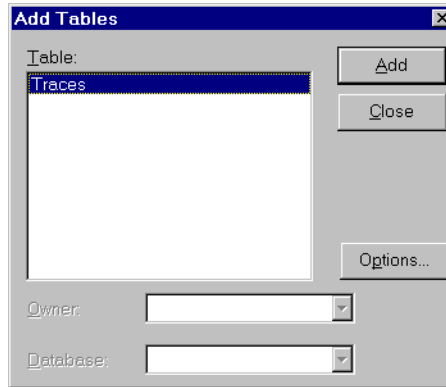 Add Tables
Table:
Traces
Add
Close
Options...
Owner:
Database: